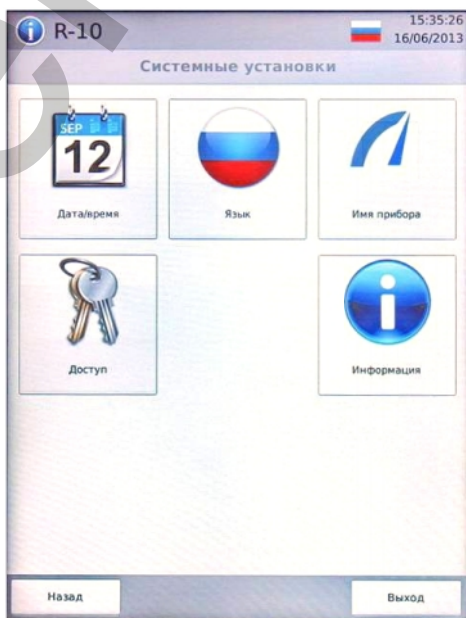 R-10
15:35:26
16/06/2013
Системные установки
SEP
12
Дата/время
Язык
Имя прибора
Доступ
Информация
Назад
Выход